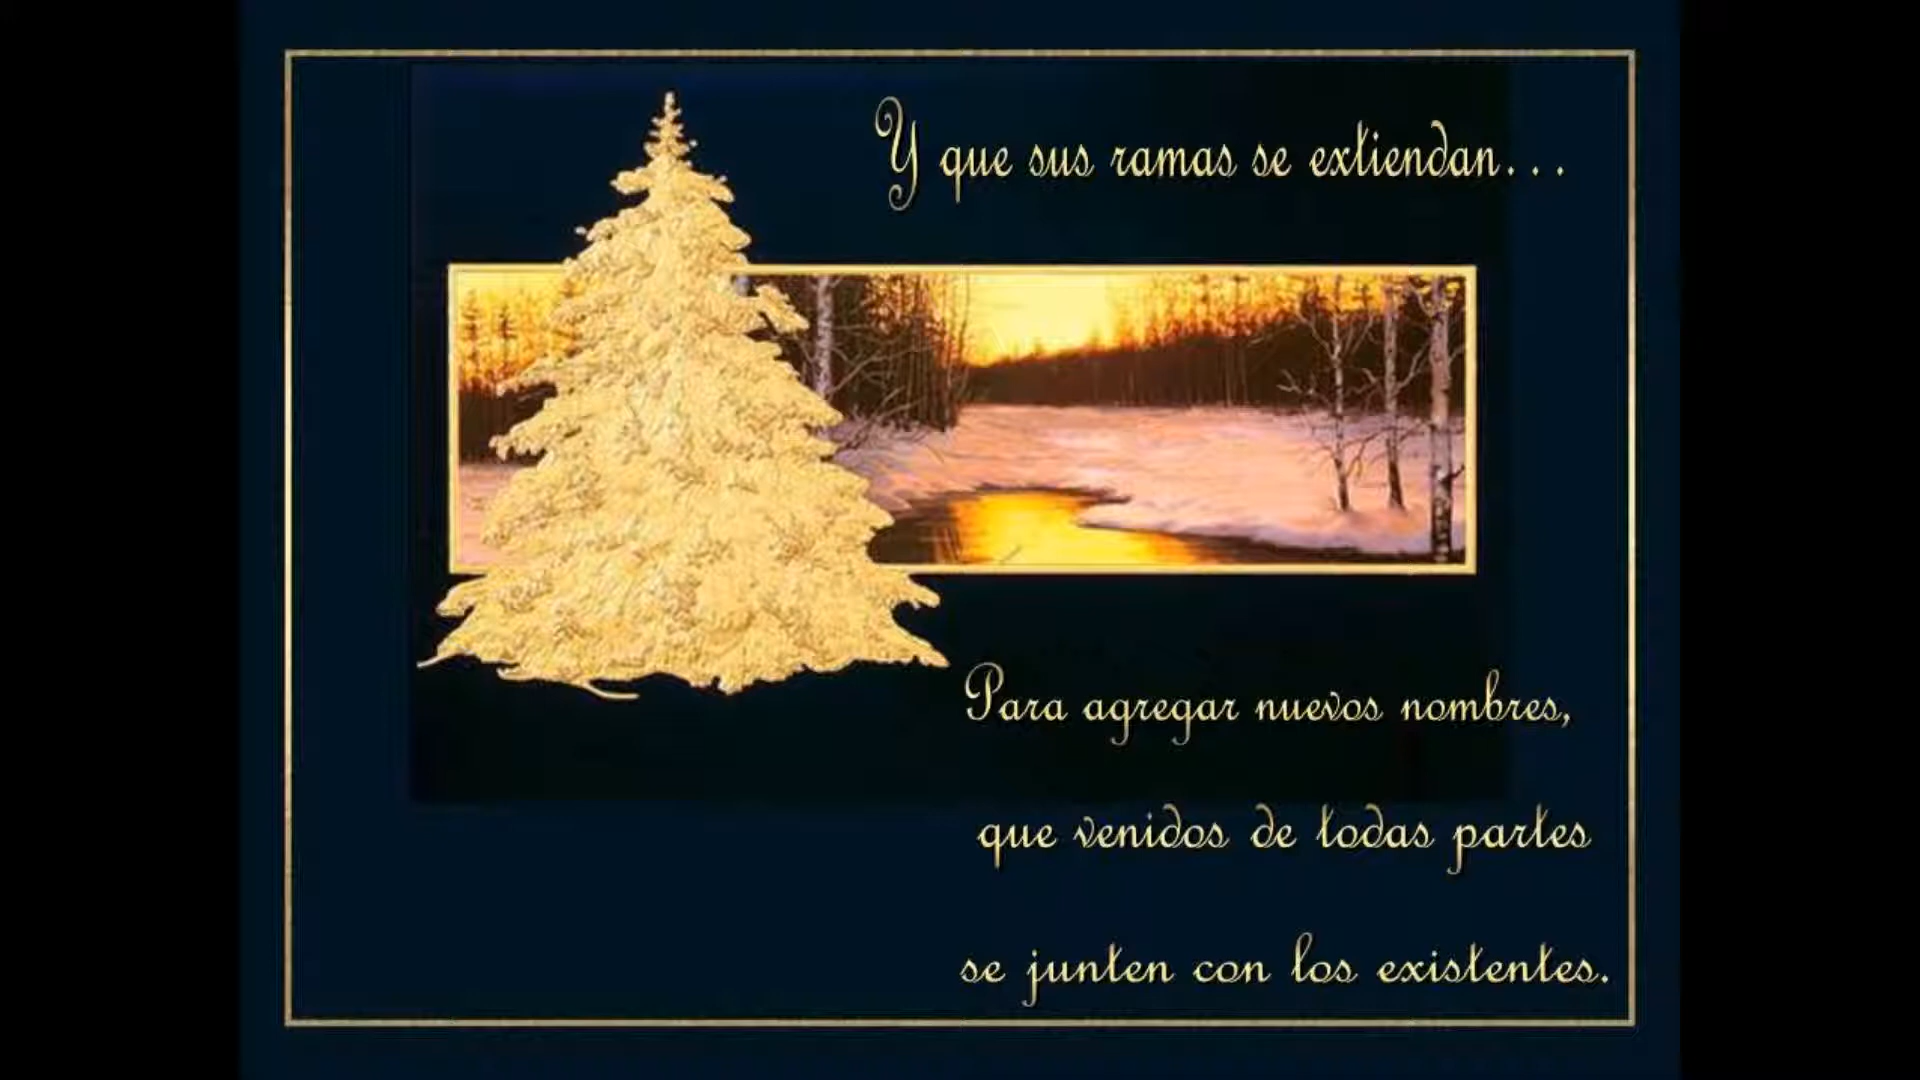 Y que sus ramas se extiendan...
Para agregar nuevos nombres,
que venidos de todas partes
se junten con los existentes.